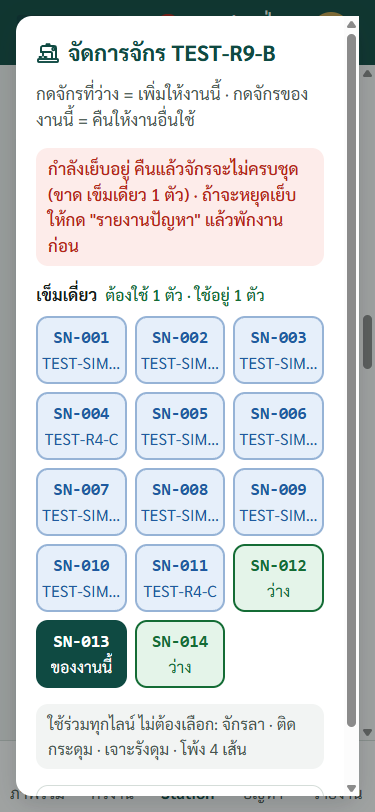 จัดการจักร TEST-R9-B
กดจักรที่ว่าง = เพิ่มให้งานนี้ · กดจักรของ
งานนี้ = คืนให้งานอื่นใช้
กำลังเย็บอยู่ คืนแล้วจักรจะไม่ครบชุด
(ขาด เข็มเดี่ยว 1 ตัว) · ถ้าจะหยุดเย็บ
ให้กด "รายงานปัญหา" แล้วพักงาน
ก่อน
เข็มเดี่ยว ต้องใช้ 1 ตัว · ใช้อยู่ 1 ตัว
SN-001 SN-002 SN-003
TEST-SIM... TEST-SIM... TEST-SIM...
SN-004 SN-005 SN-006
TEST-R4-C TEST-SIM... TEST-SIM...
SN-007 SN-008 SN-009
TEST-SIM... TEST-SIM... TEST-SIM...
SN-010 SN-011 SN-012
TEST-SIM... TEST-R4-C ว่าง
SN-013 SN-014
ของงานนี้ ว่าง
ใช้ร่วมทุกไลน์ ไม่ต้องเลือก: จักรลา · ติด
กระดุม · เจาะรังดุม · โพ้ง 4 เส้น